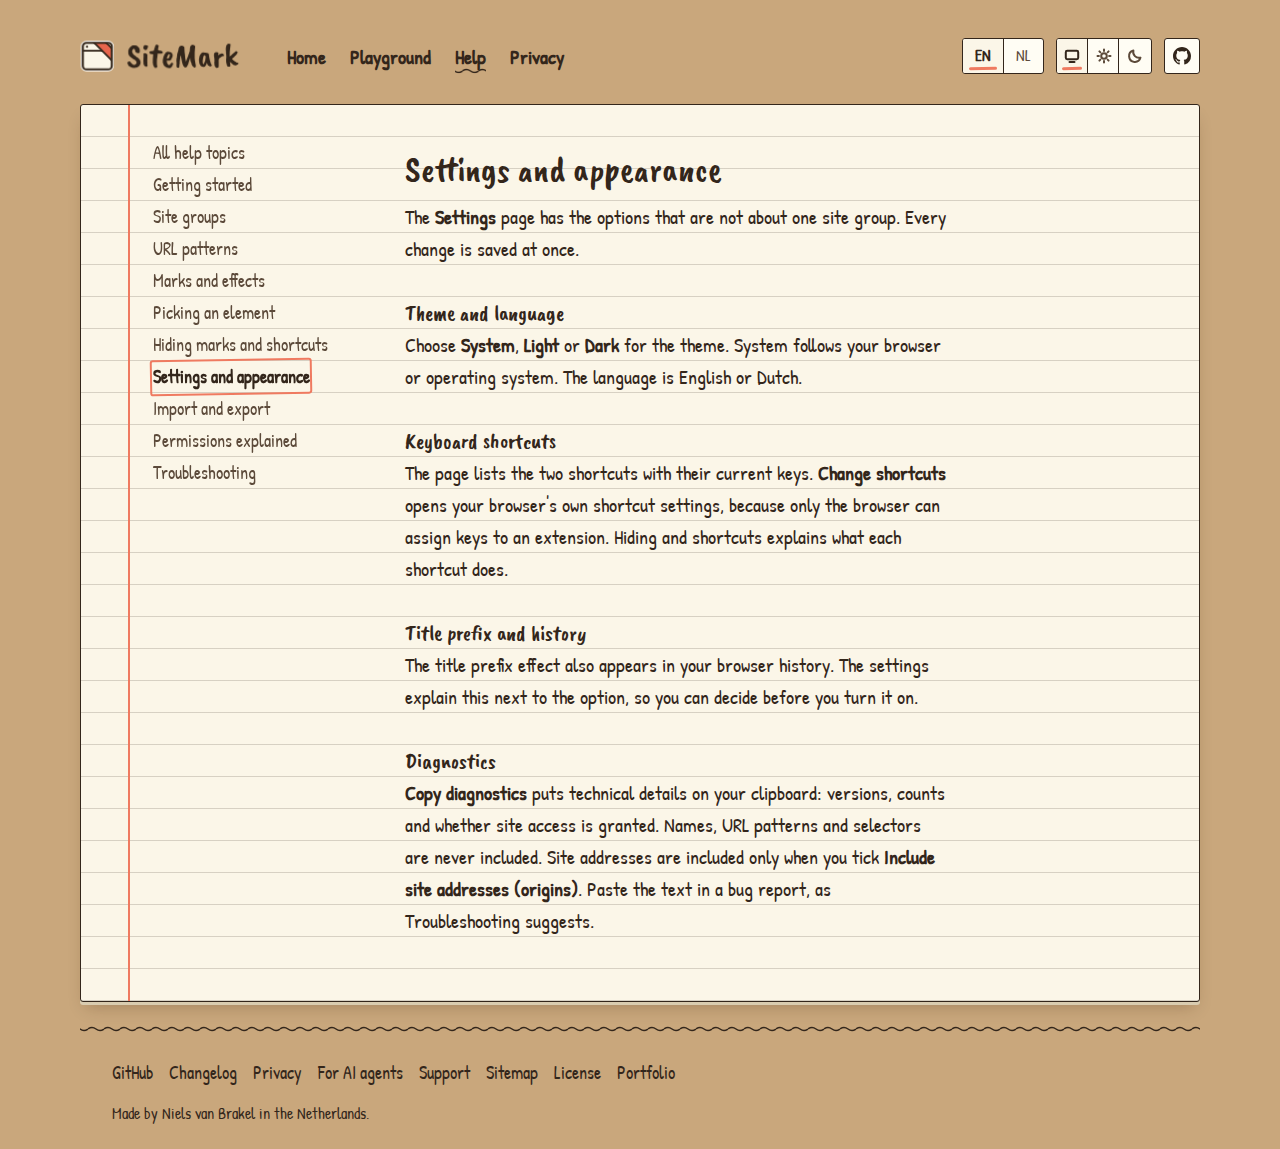 SiteMark
Home Playground Help Privacy
EN NL
All help topics
Getting started
Site groups
URL patterns
Marks and effects
Picking an element
Hiding marks and shortcuts
Settings and appearance
Import and export
Permissions explained
Troubleshooting
Settings and appearance
The Settings page has the options that are not about one site group. Every
change is saved at once.
Theme and language
Choose System, Light or Dark for the theme. System follows your browser
or operating system. The language is English or Dutch.
Keyboard shortcuts
The page lists the two shortcuts with their current keys. Change shortcuts
opens your browser's own shortcut settings, because only the browser can
assign keys to an extension. Hiding and shortcuts explains what each
shortcut does.
Title prefix and history
The title prefix effect also appears in your browser history. The settings
explain this next to the option, so you can decide before you turn it on.
Diagnostics
Copy diagnostics puts technical details on your clipboard: versions, counts
and whether site access is granted. Names, URL patterns and selectors
are never included. Site addresses are included only when you tick Include
site addresses (origins). Paste the text in a bug report, as
Troubleshooting suggests.
GitHub Changelog Privacy For AI agents Support Sitemap License Portfolio
Made by Niels van Brakel in the Netherlands.